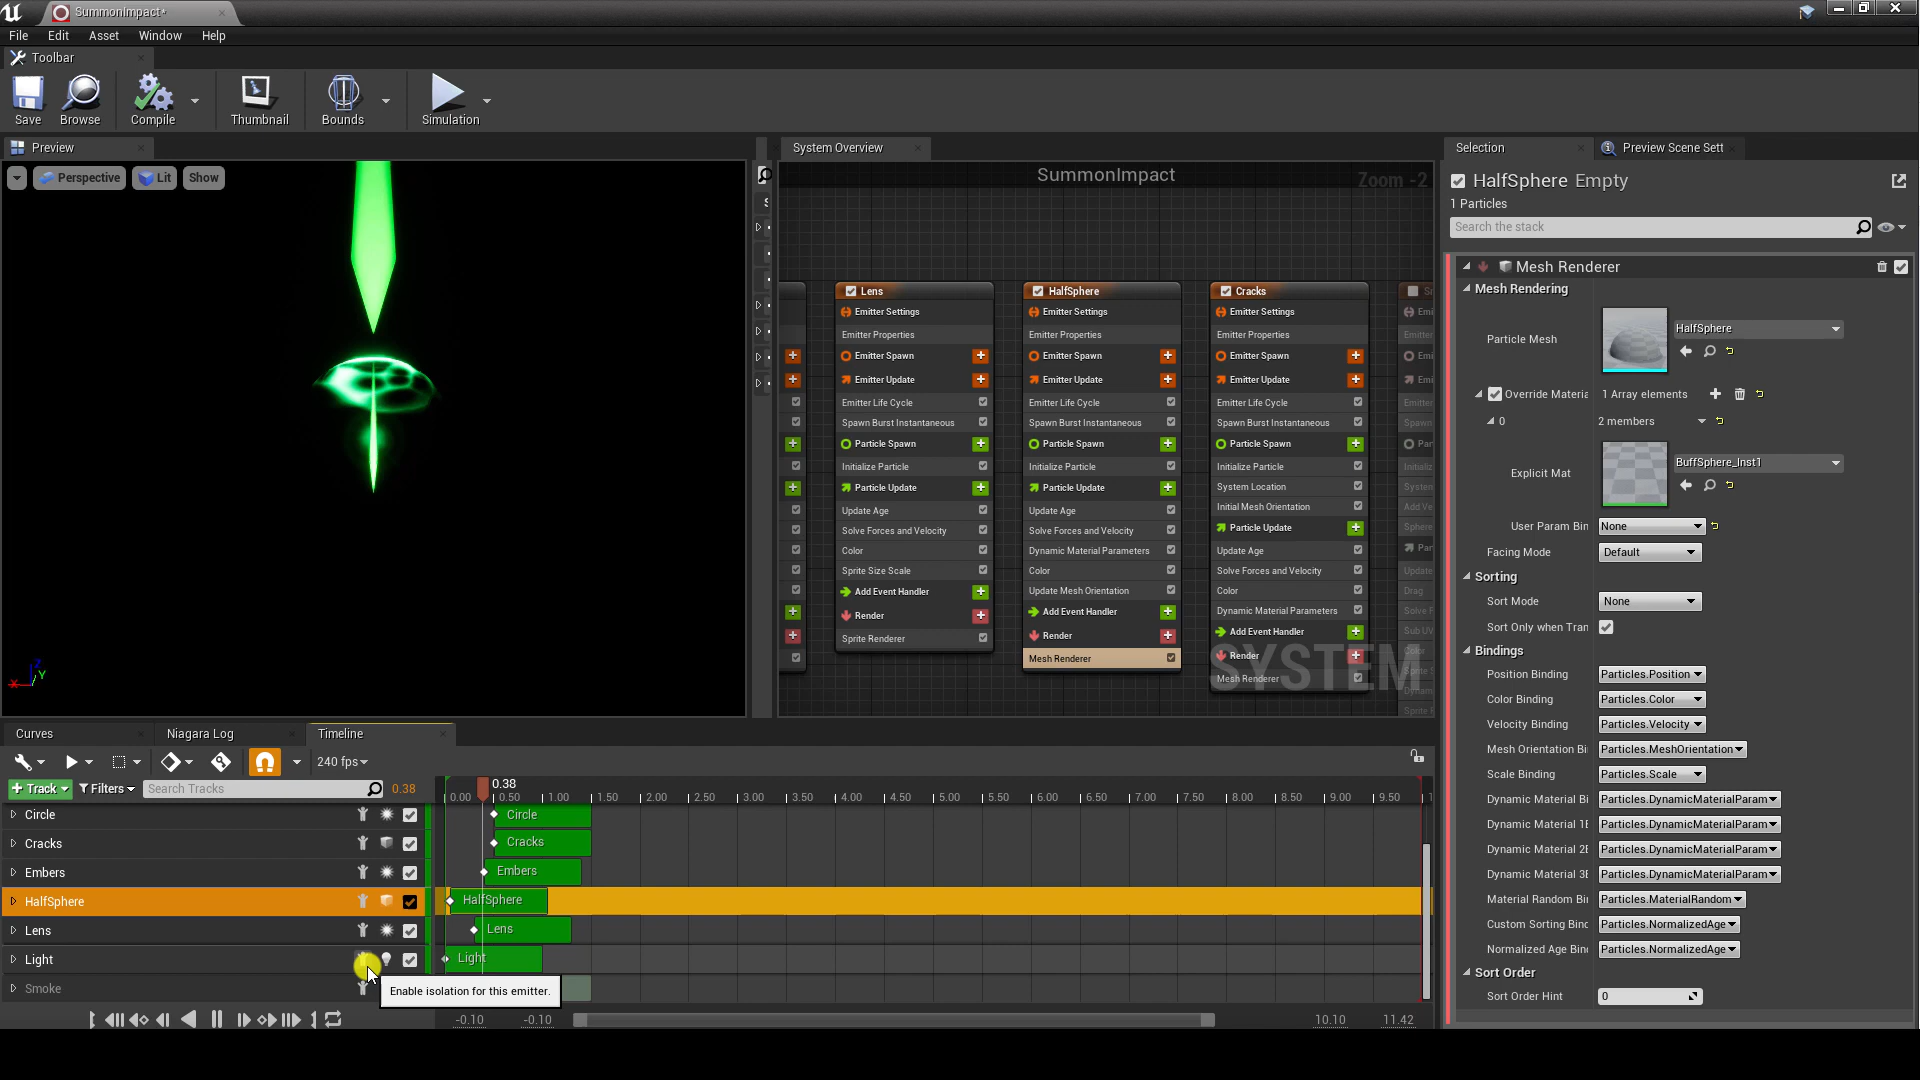 SummonImpact*
File Edit Asset Window Help
Toolbar
Save Browse Compile Thumbnail Bounds Simulation
Preview
Perspective Lit Show
System Overview
SummonImpact
Zoom -2
Lens
Emitter Settings
Emitter Properties
Emitter Spawn
Emitter Update
Emitter Life Cycle
Spawn Burst Instantaneous
Particle Spawn
Initialize Particle
Particle Update
Update Age
Solve Forces and Velocity
Color
Sprite Size Scale
Add Event Handler
Render
Sprite Renderer
HalfSphere
Emitter Settings
Emitter Properties
Emitter Spawn
Emitter Update
Emitter Life Cycle
Spawn Burst Instantaneous
Particle Spawn
Initialize Particle
Particle Update
Update Age
Solve Forces and Velocity
Dynamic Material Parameters
Color
Update Mesh Orientation
Add Event Handler
Render
Mesh Renderer
Cracks
Emitter Settings
Emitter Properties
Emitter Spawn
Emitter Update
Emitter Life Cycle
Spawn Burst Instantaneous
Particle Spawn
Initialize Particle
System Location
Initial Mesh Orientation
Particle Update
Update Age
Solve Forces and Velocity
Color
Dynamic Material Parameters
Add Event Handler
Render
Mesh Renderer
SYSTEM
Selection
Preview Scene Sett
HalfSphere Empty
1 Particles
Search the stack
Mesh Renderer
Mesh Rendering
Particle Mesh HalfSphere
Override Materia 1 Array elements
0 2 members
Explicit Mat BuffSphere_Inst1
User Param Bin None
Facing Mode Default
Sorting
Sort Mode None
Sort Only when Tran
Bindings
Position Binding Particles.Position
Color Binding Particles.Color
Velocity Binding Particles.Velocity
Mesh Orientation Bi Particles.MeshOrientation
Scale Binding Particles.Scale
Dynamic Material Bi Particles.DynamicMaterialParam
Dynamic Material 1B Particles.DynamicMaterialParam
Dynamic Material 2B Particles.DynamicMaterialParam
Dynamic Material 3B Particles.DynamicMaterialParam
Material Random Bin Particles.MaterialRandom
Custom Sorting Bind Particles.NormalizedAge
Normalized Age Bind Particles.NormalizedAge
Sort Order
Sort Order Hint 0
Curves Niagara Log Timeline
240 fps
Track Filters Search Tracks 0.38
0.38
0.00 0.50 1.00 1.50 2.00 2.50 3.00 3.50 4.00 4.50 5.00 5.50 6.00 6.50 7.00 7.50 8.00 8.50 9.00 9.50
Circle Circle
Cracks Cracks
Embers Embers
HalfSphere HalfSphere
Lens Lens
Light Light
Smoke
Enable isolation for this emitter.
-0.10 -0.10 10.10 11.42
X Y Z